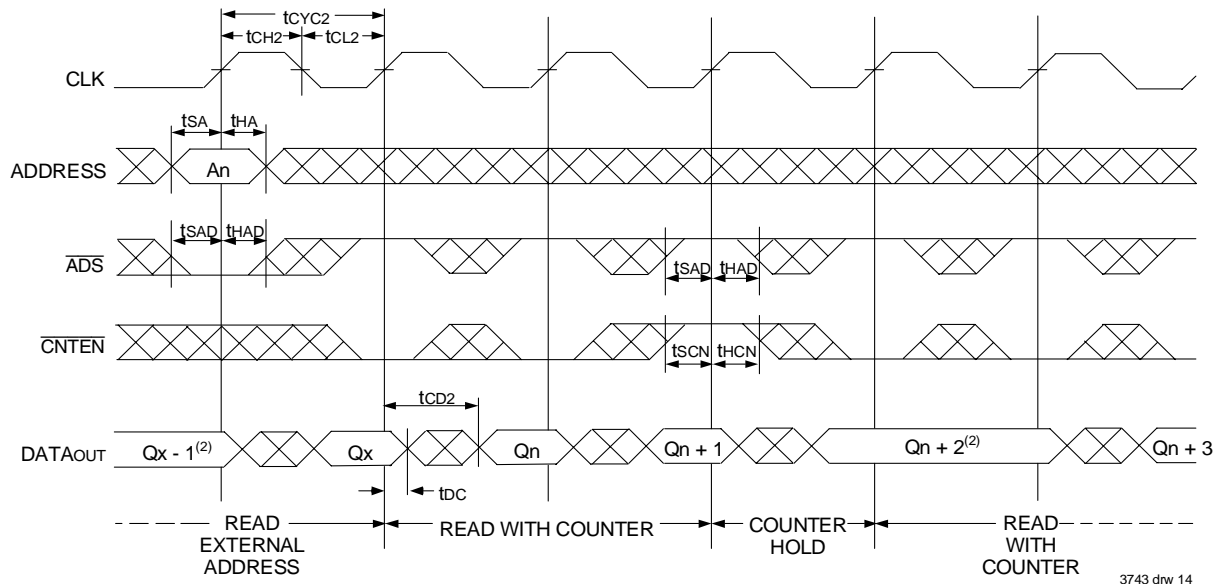 tCYC2
tCH2 tCL2
CLK
tSA tHA
ADDRESS An
tSAD tHAD
ADS
tSAD tHAD
CNTEN
tSCN tHCN
tCD2
DATAOUT Qx - 1(2) Qx Qn Qn + 1 Qn + 2(2) Qn + 3
tDC
READ EXTERNAL ADDRESS
READ WITH COUNTER
COUNTER HOLD
READ WITH COUNTER
3743 drw 14